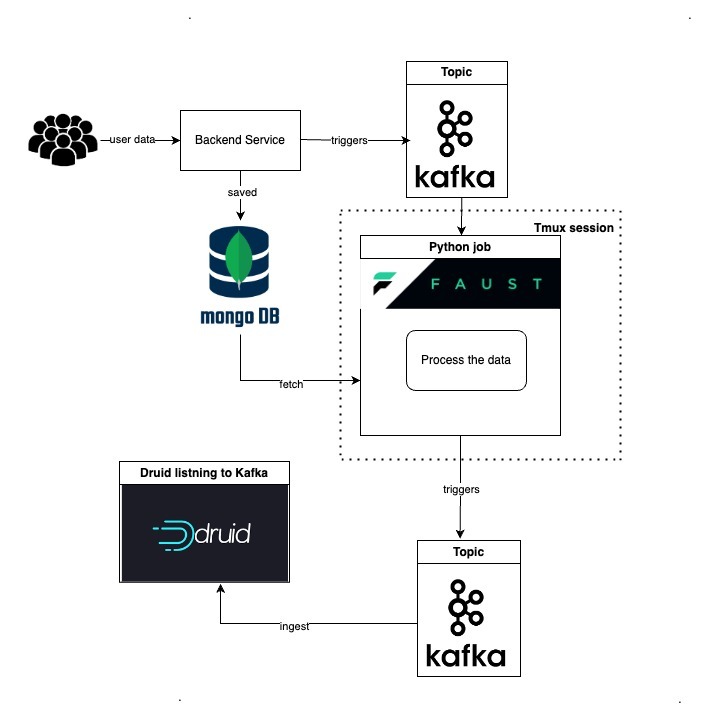 Topic
kafka
user data
Backend Service
triggers
saved
mongo DB
Tmux session
Python job
FAUST
Process the data
fetch
triggers
Druid listning to Kafka
druid
Topic
kafka
ingest